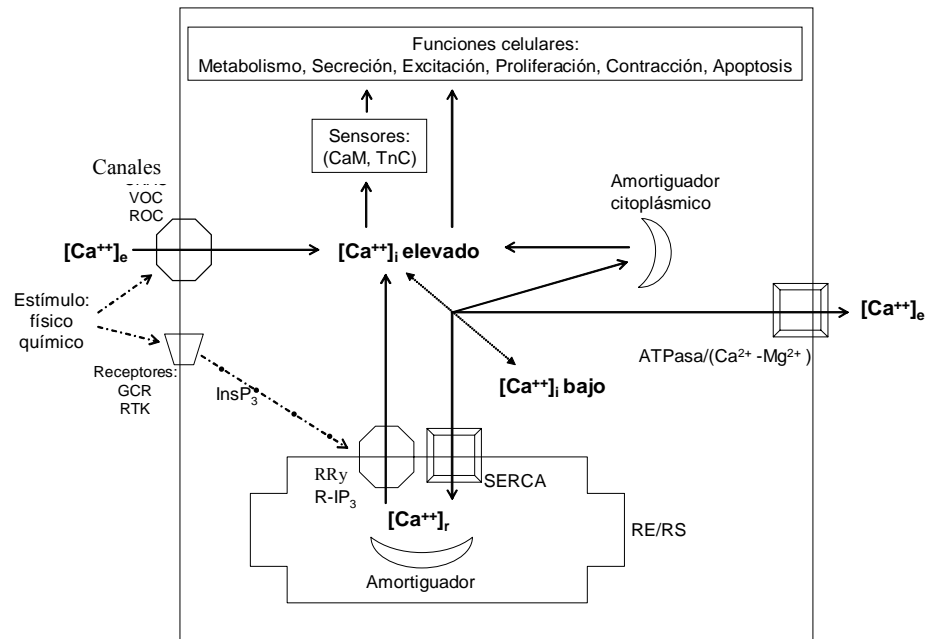 Funciones celulares:
Metabolismo, Secreción, Excitación, Proliferación, Contracción, Apoptosis
Sensores:
(CaM, TnC)
Canales
VOC
ROC
Amortiguador
citoplásmico
[Ca⁺⁺]ₑ
[Ca⁺⁺]ᵢ elevado
[Ca⁺⁺]ₑ
Estímulo:
físico
químico
ATPasa/(Ca²⁺ -Mg²⁺ )
Receptores:
GCR
RTK
InsP₃
[Ca⁺⁺]ᵢ bajo
RRy
R-IP₃
SERCA
[Ca⁺⁺]ᵣ
RE/RS
Amortiguador